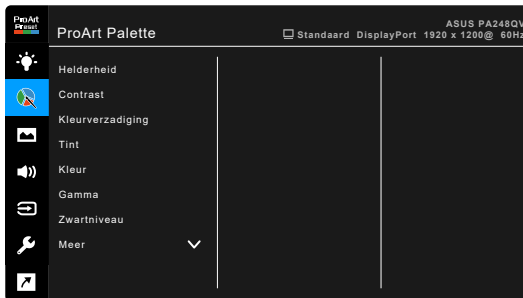 ProArt
Preset
ProArt Palette
ASUS PA248QV
Standaard DisplayPort 1920 x 1200@ 60Hz
Helderheid
Contrast
Kleurverzadiging
Tint
Kleur
Gamma
Zwartniveau
Meer